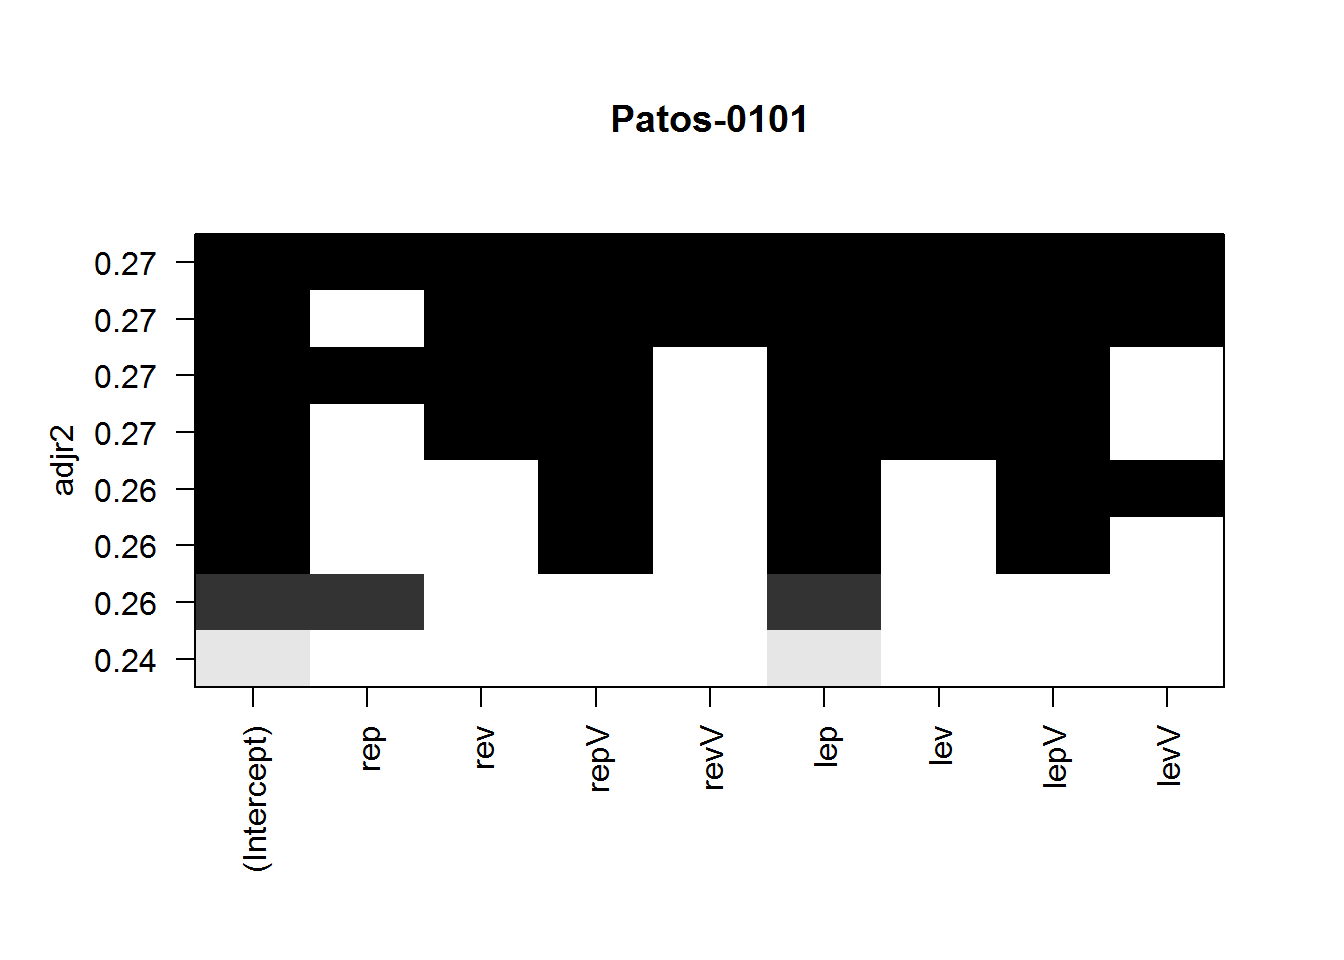 Patos-0101
adjr2
0.27
0.27
0.27
0.27
0.26
0.26
0.26
0.24
(Intercept)
rep
rev
repV
revV
lep
lev
lepV
levV